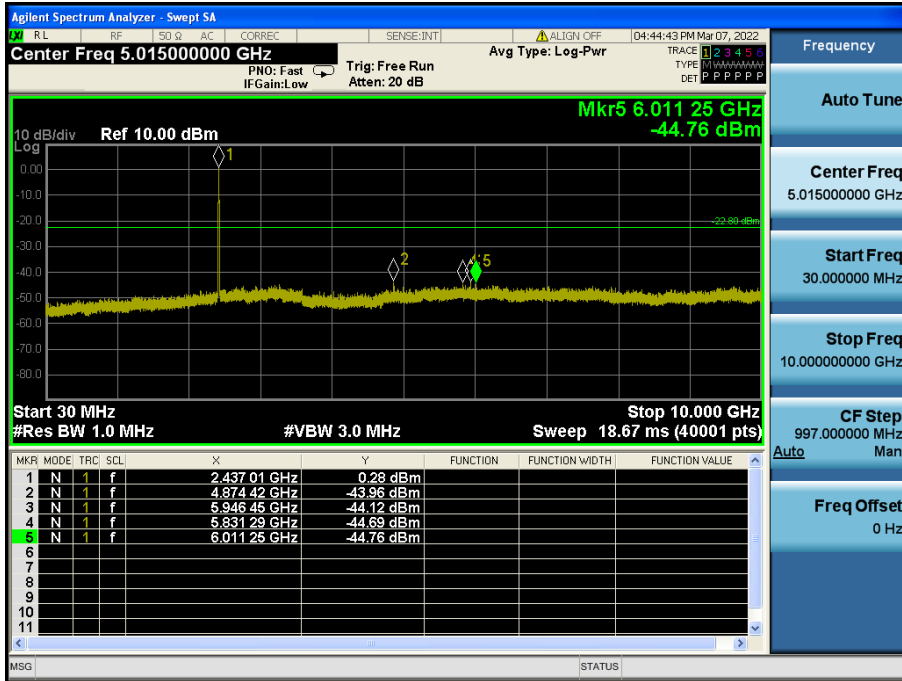 Agilent Spectrum Analyzer - Swept SA
LXI RL RF 50 Ω AC CORREC SENSE:INT ALIGN OFF 04:44:43 PM Mar 07, 2022
Center Freq 5.015000000 GHz
PNO: Fast
IFGain:Low
Trig: Free Run
Atten: 20 dB
Avg Type: Log-Pwr
TRACE 1 2 3 4 5 6
TYPE M WWWWW
DET P P P P P P
Mkr5 6.011 25 GHz
-44.76 dBm
10 dB/div Ref 10.00 dBm
Log
0.00
-10.0
-20.0
-30.0
-40.0
-50.0
-60.0
-70.0
-80.0
1
2
5
-22.80 dBm
Start 30 MHz Stop 10.000 GHz
#Res BW 1.0 MHz #VBW 3.0 MHz Sweep 18.67 ms (40001 pts)
MKR MODE TRC SCL X Y FUNCTION FUNCTION WIDTH FUNCTION VALUE
1 N 1 f 2.437 01 GHz 0.28 dBm
2 N 1 f 4.874 42 GHz -43.96 dBm
3 N 1 f 5.946 45 GHz -44.12 dBm
4 N 1 f 5.831 29 GHz -44.69 dBm
5 N 1 f 6.011 25 GHz -44.76 dBm
6
7
8
9
10
11
MSG STATUS
Frequency
Auto Tune
Center Freq
5.015000000 GHz
Start Freq
30.000000 MHz
Stop Freq
10.000000000 GHz
CF Step
997.000000 MHz
Auto Man
Freq Offset
0 Hz